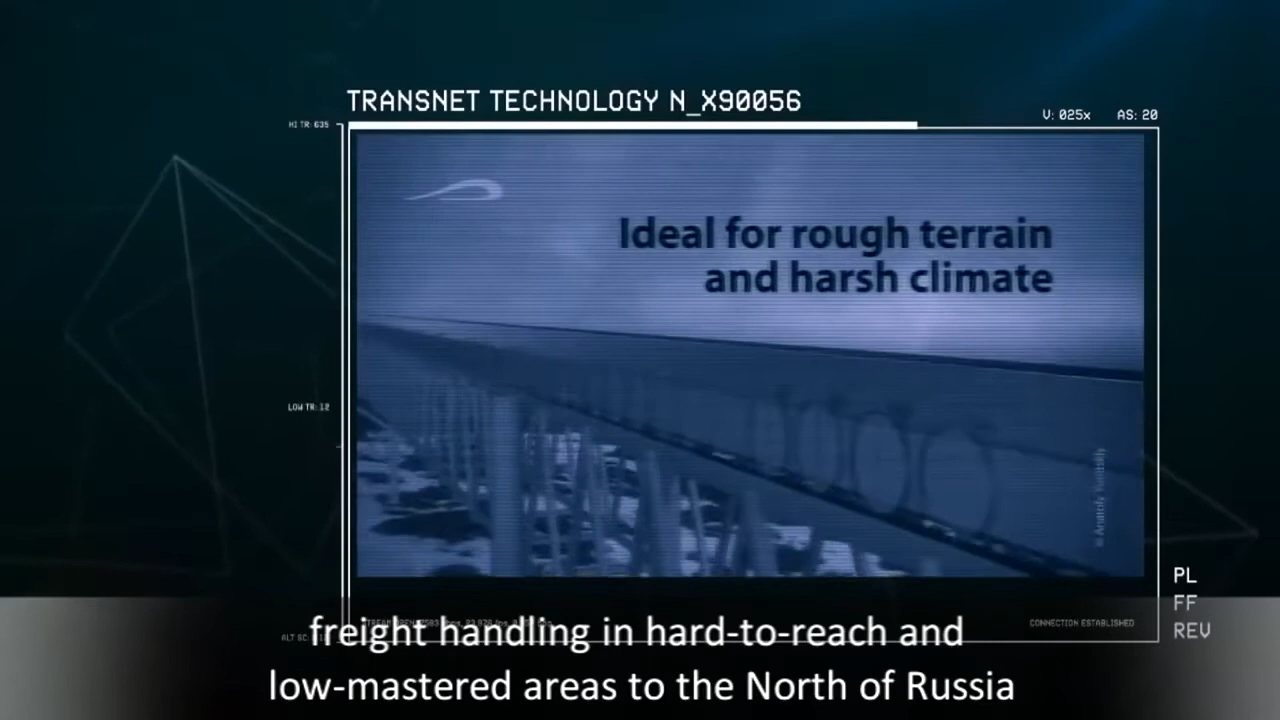 TRANSNET TECHNOLOGY N_X90056
HI TR: 635
V: 025x AS: 20
Ideal for rough terrain
and harsh climate
LOW TR: 12
PL
FF
REV
CONNECTION ESTABLISHED
ALT SC:
freight handling in hard-to-reach and
low-mastered areas to the North of Russia